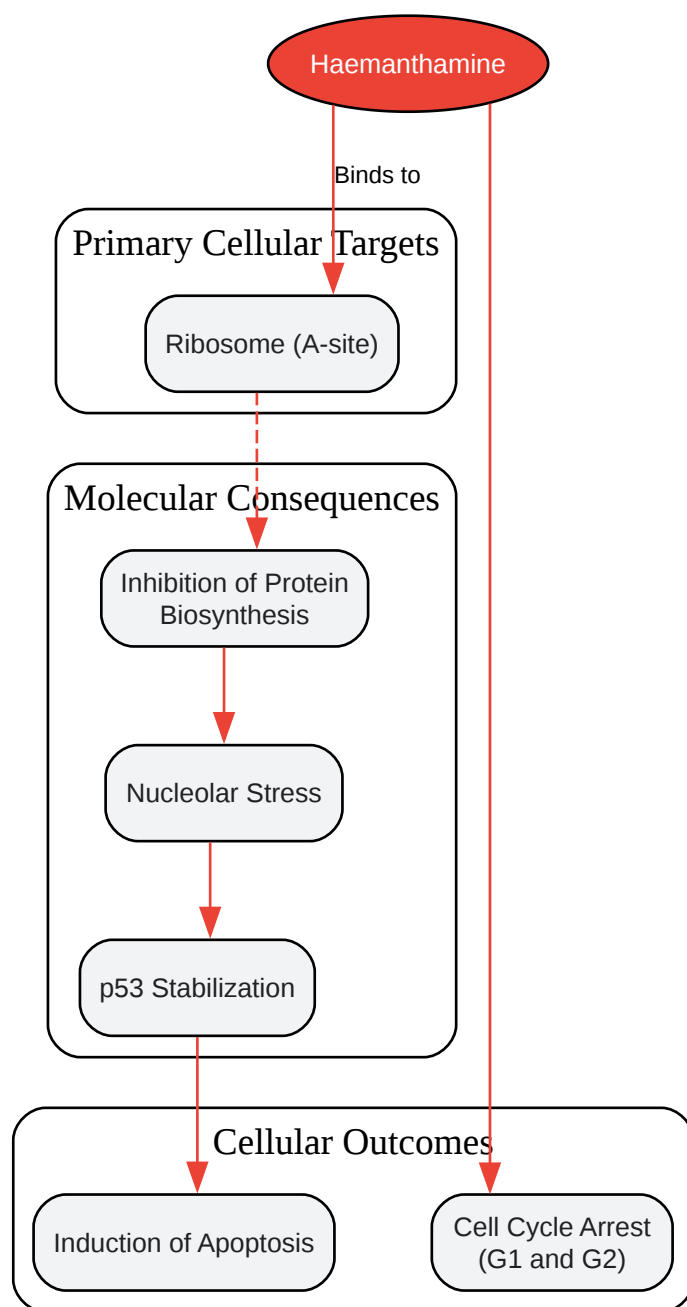 Haemanthamine
Binds to
Primary Cellular Targets
Ribosome (A-site)
Molecular Consequences
Inhibition of Protein
Biosynthesis
Nucleolar Stress
p53 Stabilization
Cellular Outcomes
Induction of Apoptosis
Cell Cycle Arrest
(G1 and G2)